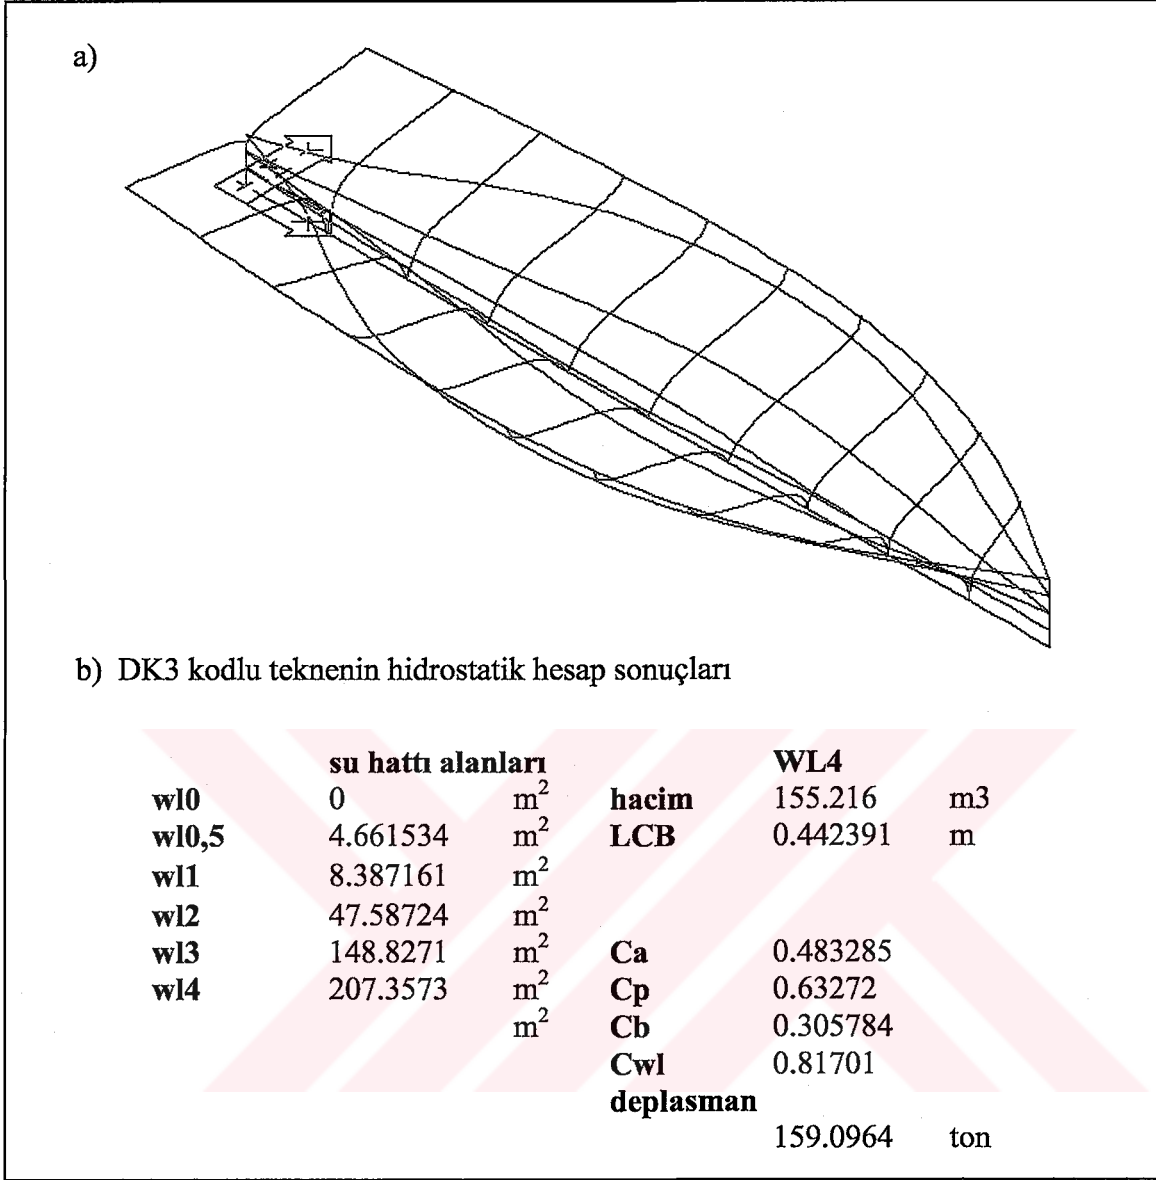 a)
b) DK3 kodlu teknenin hidrostatik hesap sonuçları
su hattı alanları WL4
wl0 0 m² hacim 155.216 m3
wl0,5 4.661534 m² LCB 0.442391 m
wl1 8.387161 m²
wl2 47.58724 m²
wl3 148.8271 m² Ca 0.483285
wl4 207.3573 m² Cp 0.63272
m² Cb 0.305784
Cwl 0.81701
deplasman
159.0964 ton